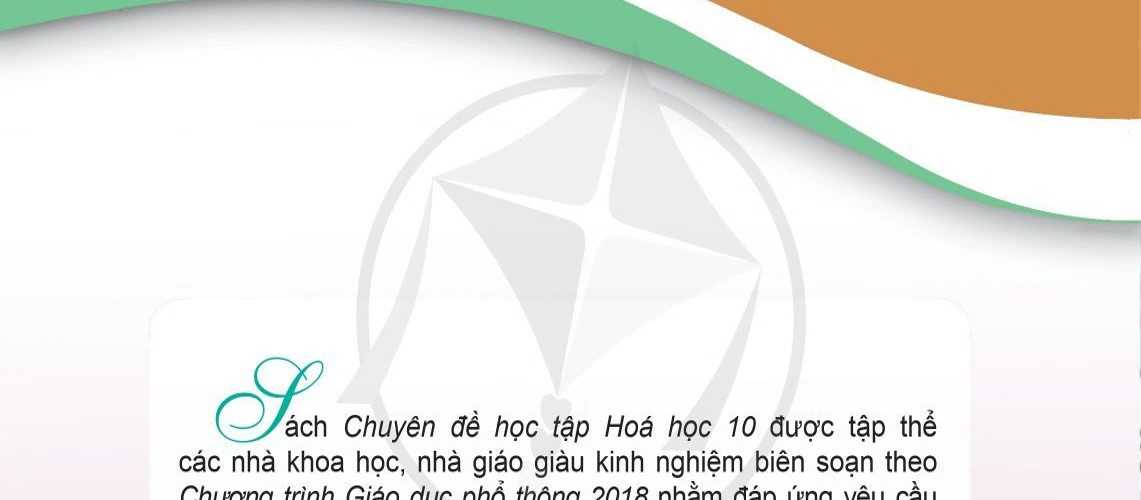 Sách Chuyên đề học tập Hoá học 10 được tập thể
các nhà khoa học, nhà giáo giàu kinh nghiệm biên soạn theo
Chương trình Giáo dục phổ thông 2018 nhằm đáp ứng yêu cầu